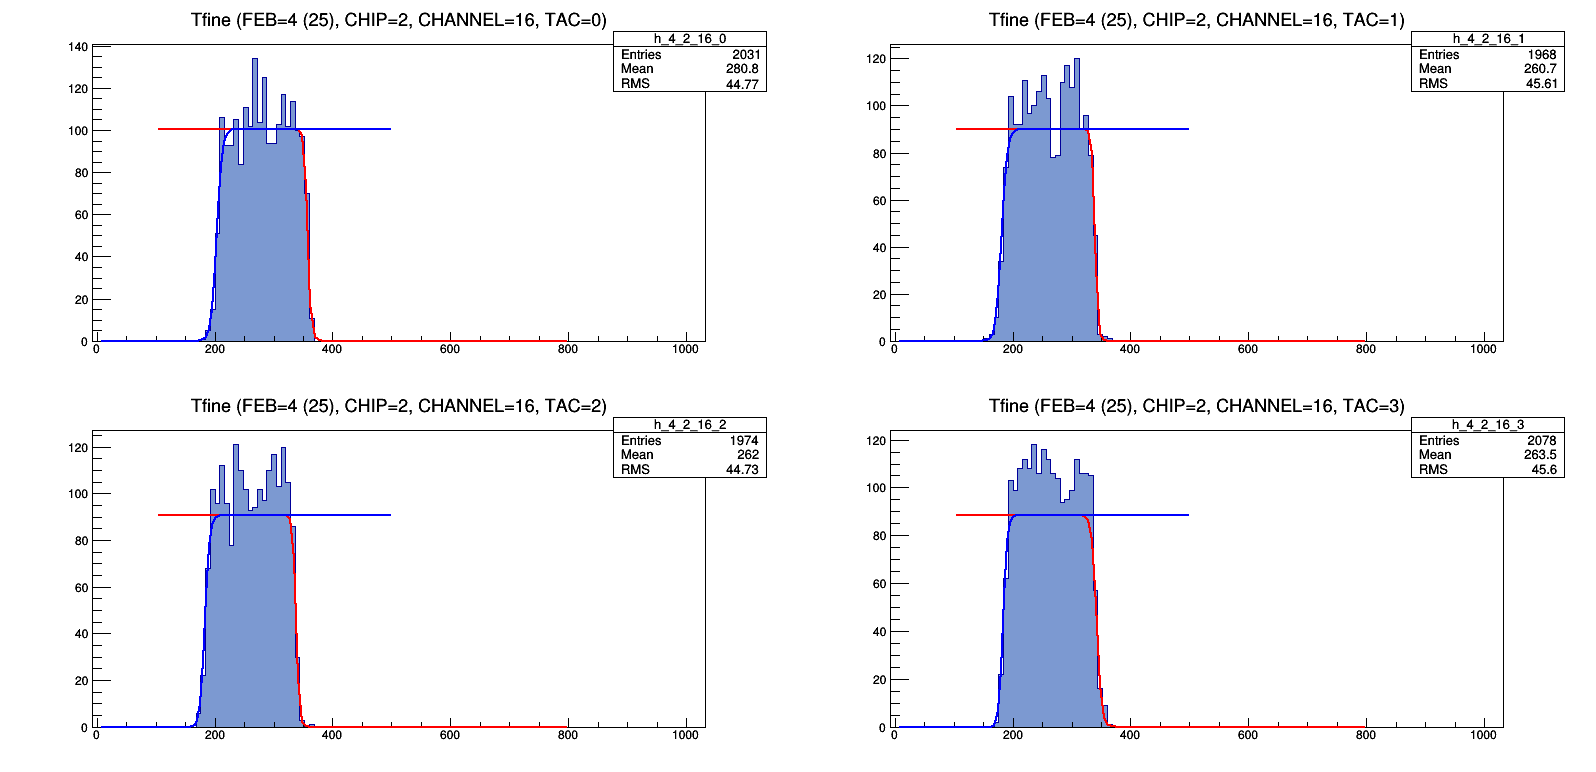 Tfine (FEB=4 (25), CHIP=2, CHANNEL=16, TAC=0)
h_4_2_16_0
Entries 2031
Mean 280.8
RMS 44.77
140
120
100
80
60
40
20
0
0 200 400 600 800 1000
Tfine (FEB=4 (25), CHIP=2, CHANNEL=16, TAC=1)
h_4_2_16_1
Entries 1968
Mean 260.7
RMS 45.61
120
100
80
60
40
20
0
0 200 400 600 800 1000
Tfine (FEB=4 (25), CHIP=2, CHANNEL=16, TAC=2)
h_4_2_16_2
Entries 1974
Mean 262
RMS 44.73
120
100
80
60
40
20
0
0 200 400 600 800 1000
Tfine (FEB=4 (25), CHIP=2, CHANNEL=16, TAC=3)
h_4_2_16_3
Entries 2078
Mean 263.5
RMS 45.6
120
100
80
60
40
20
0
0 200 400 600 800 1000